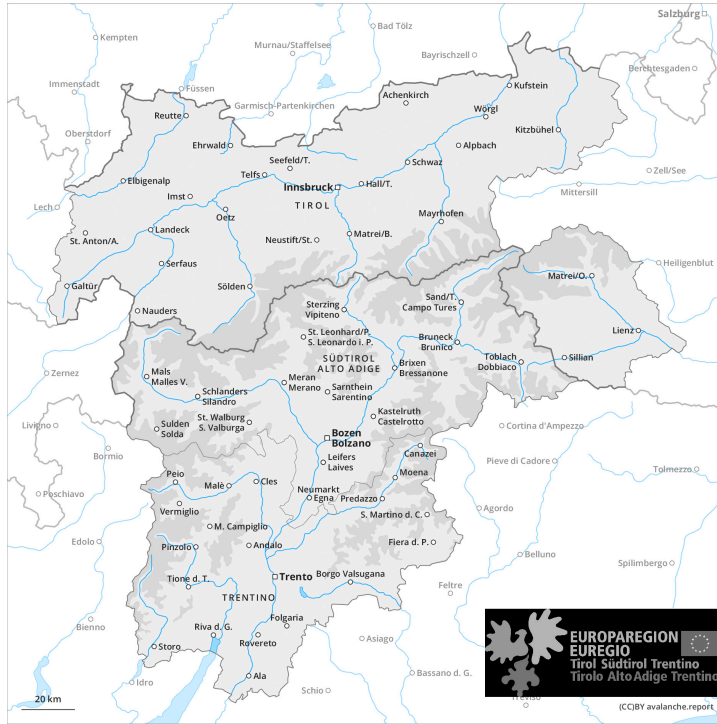 Salzburg
Kempten
Bad Tölz
Murnau/Staffelsee
Bayrischzell
Berchtesgaden
Immenstadt
Füssen
Garmisch-Partenkirchen
Achenkirch
Kufstein
Wörgl
Reutte
Kitzbühel
Oberstdorf
Ehrwald
Alpbach
Seefeld/T.
Schwaz
Telfs
Zell/See
Elbigenalp
Innsbruck
Hall/T.
Mittersill
Imst
Lech
TIROL
Oetz
Mayrhofen
Landeck
St. Anton/A.
Neustift/St.
Matrei/B.
Serfaus
Heiligenblut
Galtür
Sölden
Matrei/O.
Nauders
Sterzing
Vipiteno
Sand/T.
Campo Tures
St. Leonhard/P.
S. Leonardo i. P.
Lienz
Bruneck
Brunico
SÜDTIROL
ALTO ADIGE
Toblach
Dobbiaco
Sillian
Brixen
Bressanone
Zernez
Mals
Malles V.
Meran
Merano
Sarnthein
Sarentino
Schlanders
Silandro
Kastelruth
Castelrotto
Livigno
Sulden
Solda
St. Walburg
S. Valburga
Cortina d'Ampezzo
Bozen
Bolzano
Canazei
Bormio
Leifers
Laives
Pieve di Cadore
Tolmezzo
Peio
Moena
Malè
Cles
Neumarkt
Egna
Predazzo
Poschiavo
Vermiglio
Agordo
S. Martino d. C.
M. Campiglio
Edolo
Pinzolo
Andalo
Fiera d. P.
Belluno
Spilimbergo
Tione d. T.
Trento
Borgo Valsugana
Feltre
TRENTINO
Bienno
Folgaria
Riva d. G.
Rovereto
Asiago
Storo
EUROPAREGION
EUREGIO
Tirol Südtirol Trentino
Tirolo Alto Adige Trentino
Ala
Idro
Schio
Bassano d. G.
20 km
Treviso
(CC)BY avalanche.report